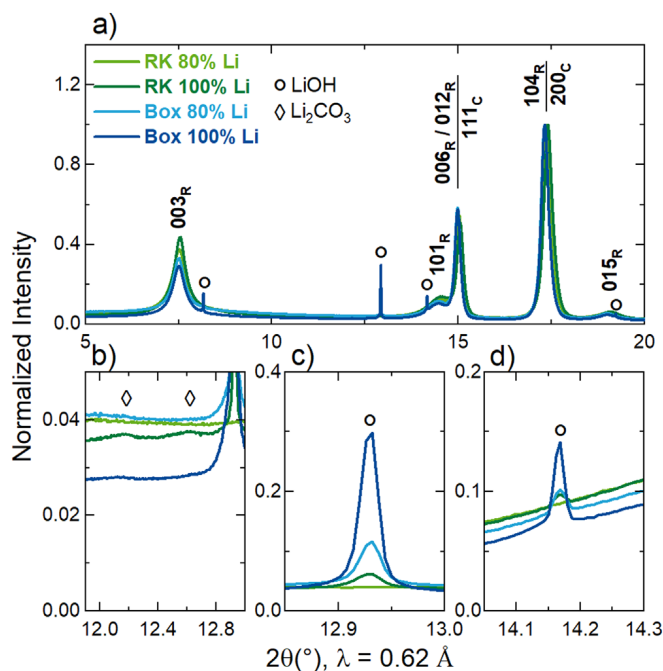 a)
RK 80% Li
RK 100% Li
Box 80% Li
Box 100% Li
LiOH
Li₂CO₃
003R
101R
006R / 012R
111C
104R
200C
015R
1.2
0.8
0.4
0.0
5
10
15
20
b)
c)
d)
0.04
0.02
0.00
12.0
12.4
12.8
0.4
0.2
0.0
12.9
13.0
0.2
0.1
0.0
14.1
14.2
14.3
Normalized Intensity
2θ(°), λ = 0.62 Å